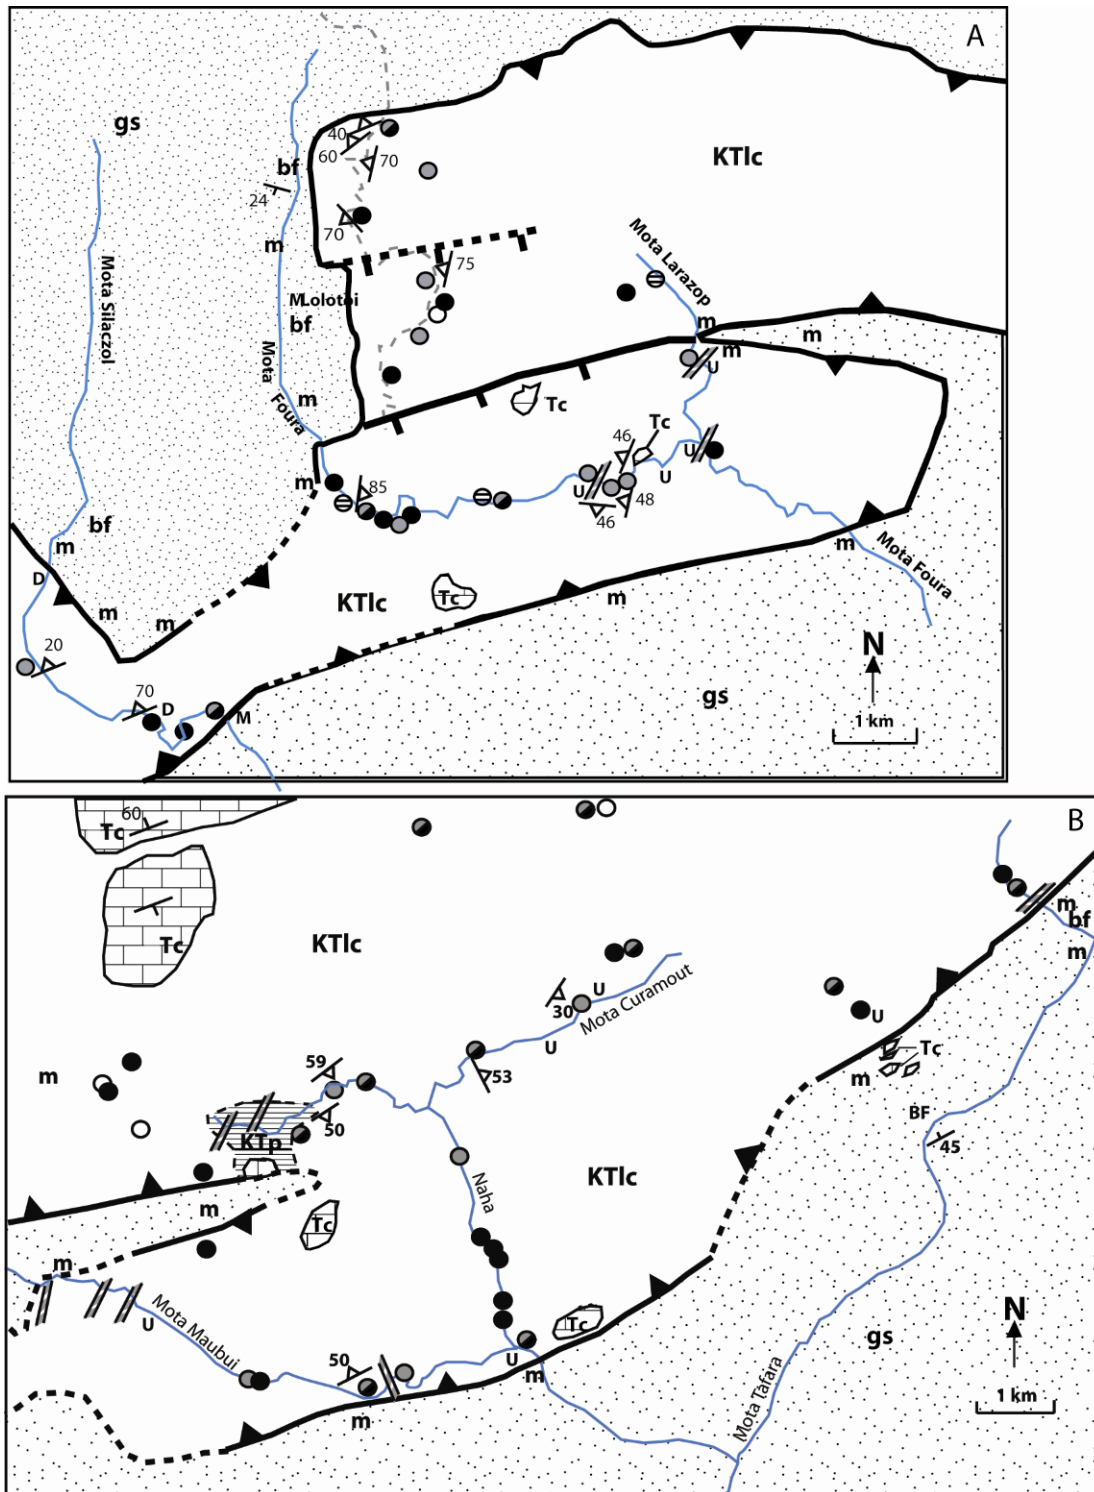 A
gs
KTlc
40
60
70
bf
24
m
70
75
Mota Silaczol
MLolotoi
bf
Mota Larazop
m
m
m
Mota
Foura
m
U
Tc
Tc
46
U
U
m
85
U
48
46
bf
m
m
Mota Foura
D
Tc
KTlc
m
m
m
N
20
gs
70
D
M
1 km
B
60
Tc
m
bf
m
KTlc
Tc
U
30
Mota Curamout
U
U
Tc
m
59
53
m
BF
50
45
KTp
Naha
KTlc
m
Tc
m
N
Mota Maubui
U
Tc
gs
50
U
m
Mota Tafara
1 km
m